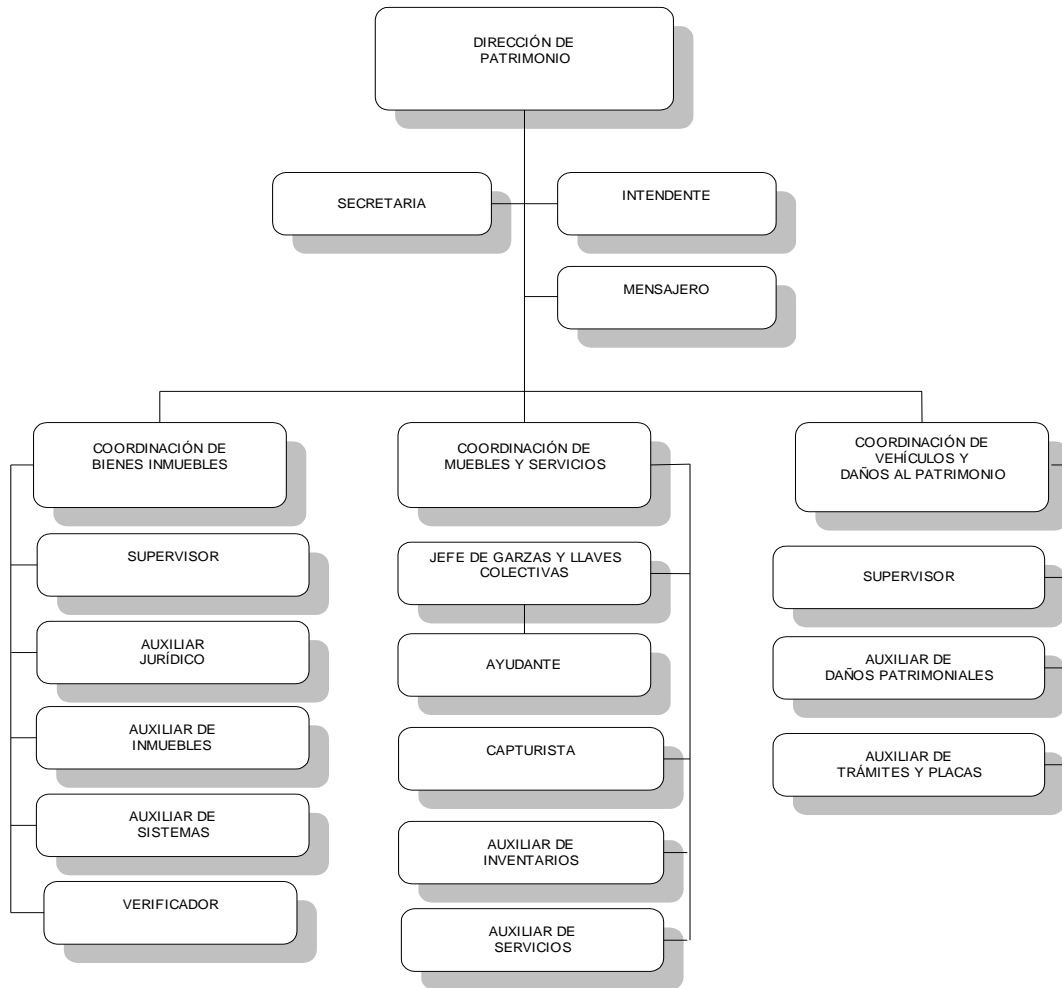 DIRECCIÓN DE
PATRIMONIO
SECRETARIA
INTENDENTE
MENSAJERO
COORDINACIÓN DE
BIENES INMUEBLES
SUPERVISOR
AUXILIAR
JURÍDICO
AUXILIAR DE
INMUEBLES
AUXILIAR DE
SISTEMAS
VERIFICADOR
COORDINACIÓN DE
MUEBLES Y SERVICIOS
JEFE DE GARZAS Y LLAVES
COLECTIVAS
AYUDANTE
CAPTURISTA
AUXILIAR DE
INVENTARIOS
AUXILIAR DE
SERVICIOS
COORDINACIÓN DE
VEHÍCULOS Y
DAÑOS AL PATRIMONIO
SUPERVISOR
AUXILIAR DE
DAÑOS PATRIMONIALES
AUXILIAR DE
TRÁMITES Y PLACAS